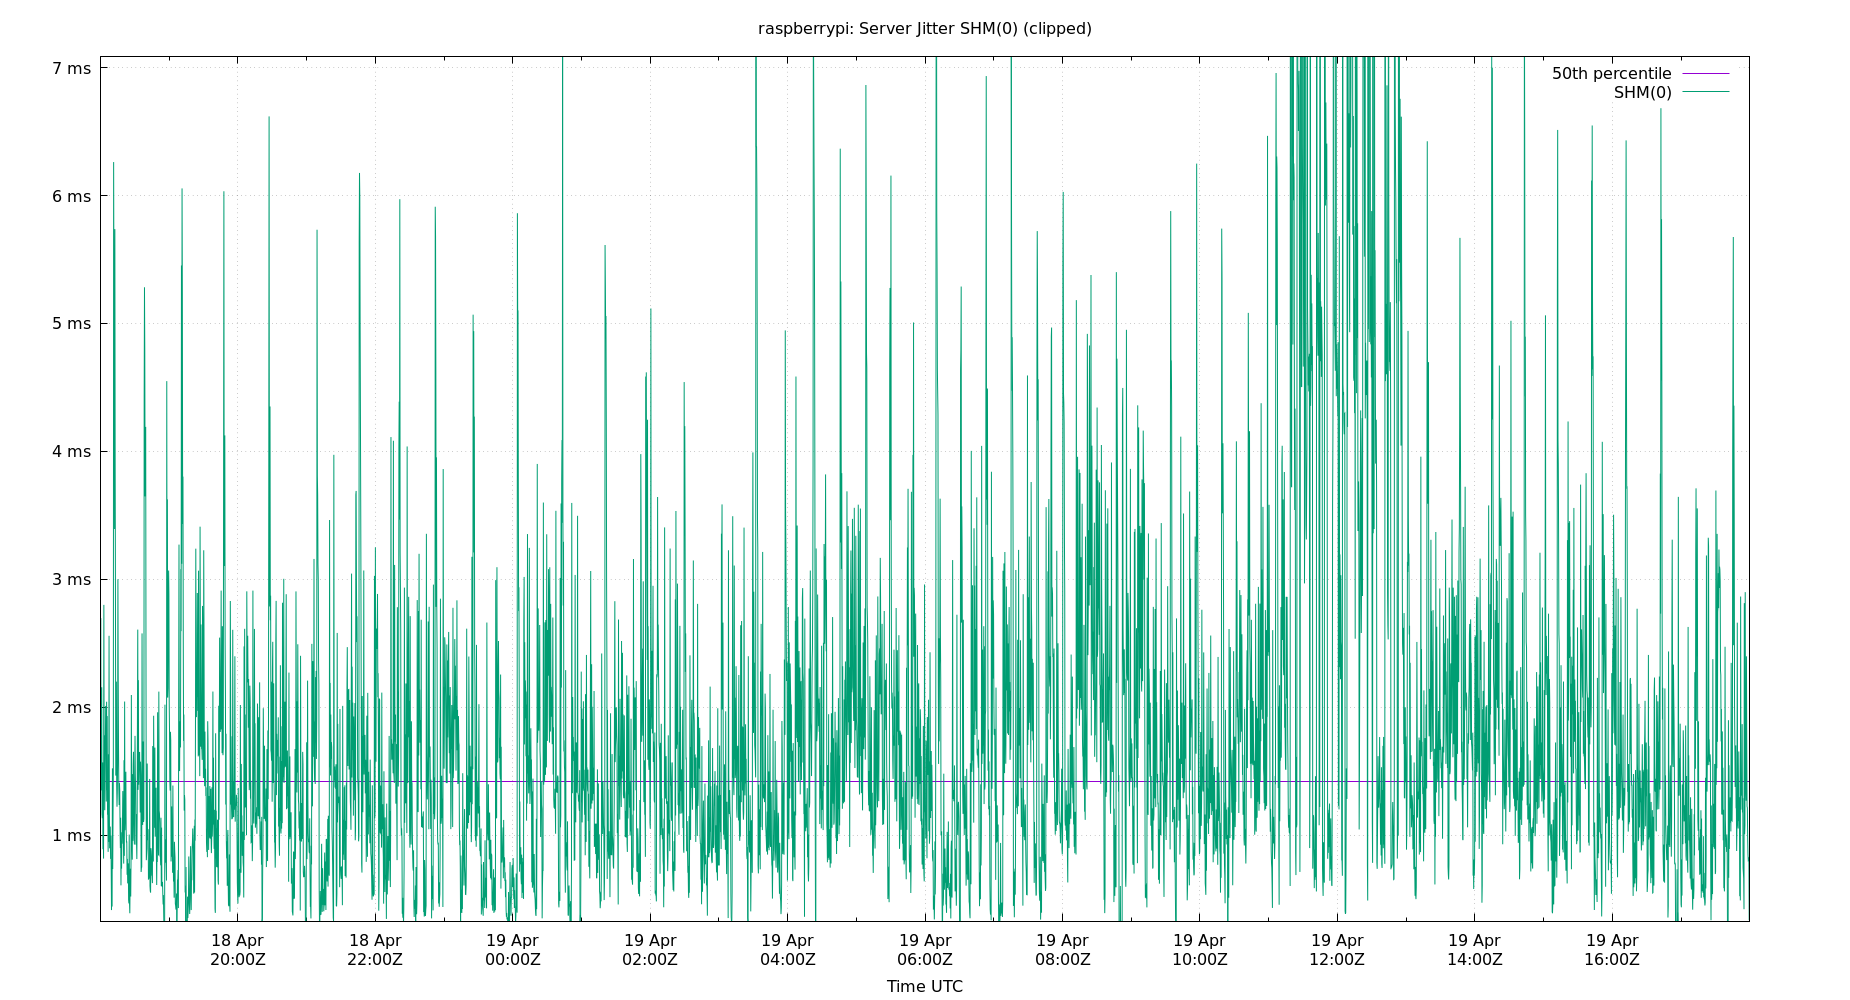 raspberrypi: Server Jitter SHM(0) (clipped)
7 ms
50th percentile
SHM(0)
6 ms
5 ms
4 ms
3 ms
2 ms
1 ms
18 Apr 18 Apr 19 Apr 19 Apr 19 Apr 19 Apr 19 Apr 19 Apr 19 Apr 19 Apr 19 Apr
20:00Z 22:00Z 00:00Z 02:00Z 04:00Z 06:00Z 08:00Z 10:00Z 12:00Z 14:00Z 16:00Z
Time UTC